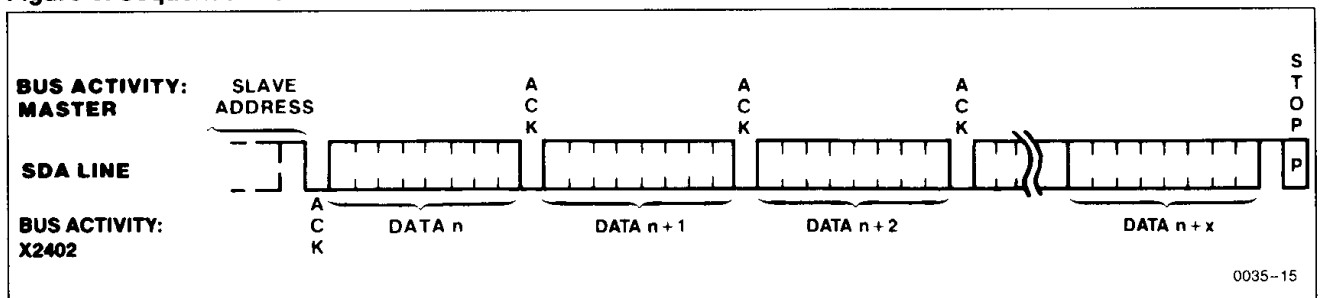 BUS ACTIVITY:
MASTER
SLAVE
ADDRESS
A
C
K
A
C
K
A
C
K
S
T
O
P
SDA LINE
P
BUS ACTIVITY:
X2402
A
C
K
DATA n
DATA n + 1
DATA n + 2
DATA n + x
0035–15